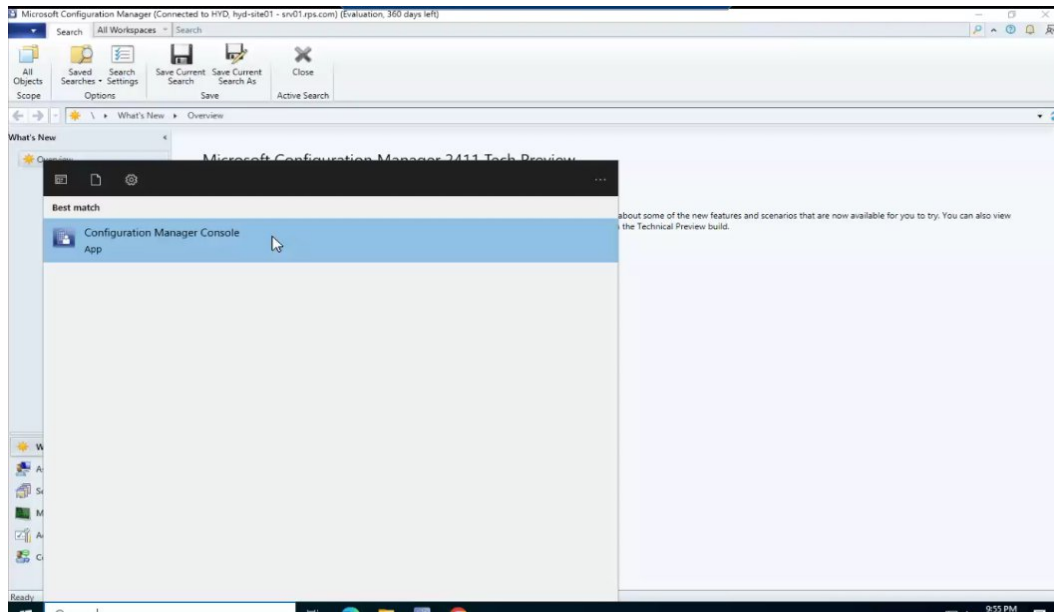 Microsoft Configuration Manager (Connected to HYD, hyd-site01 - srv01.rps.com) (Evaluation, 360 days left)
Search All Workspaces Search
All Objects
Saved Searches
Search Settings
Save Current Search
Save Current Search As
Close
Scope Options Save Active Search
\ What's New Overview
What's New
Microsoft Configuration Manager 2411 Tech Preview
Best match
about some of the new features and scenarios that are now available for you to try. You can also view
the Technical Preview build.
Configuration Manager Console
App
W
A
Se
M
A
C
Ready
9:55 PM